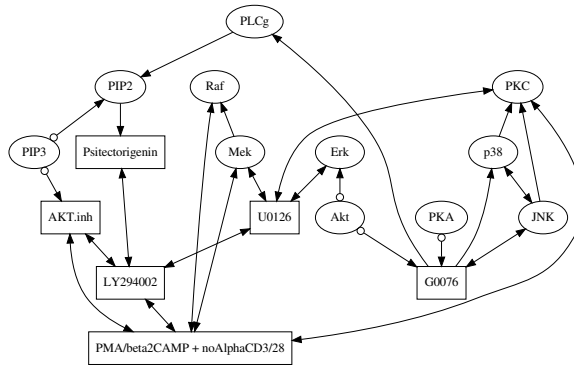 PLCg
PIP2
Raf
PKC
PIP3
Psitectorigenin
Mek
Erk
p38
AKT.inh
U0126
Akt
PKA
JNK
LY294002
G0076
PMA/beta2CAMP + noAlphaCD3/28